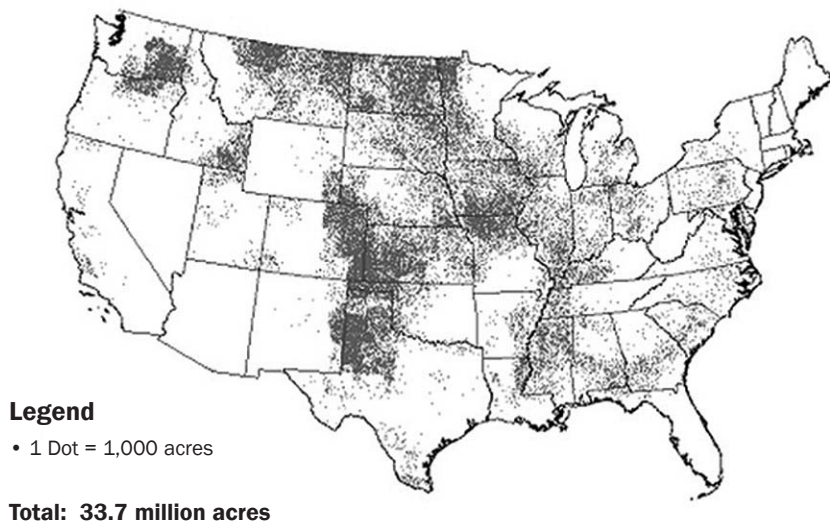 Legend
• 1 Dot = 1,000 acres
Total: 33.7 million acres